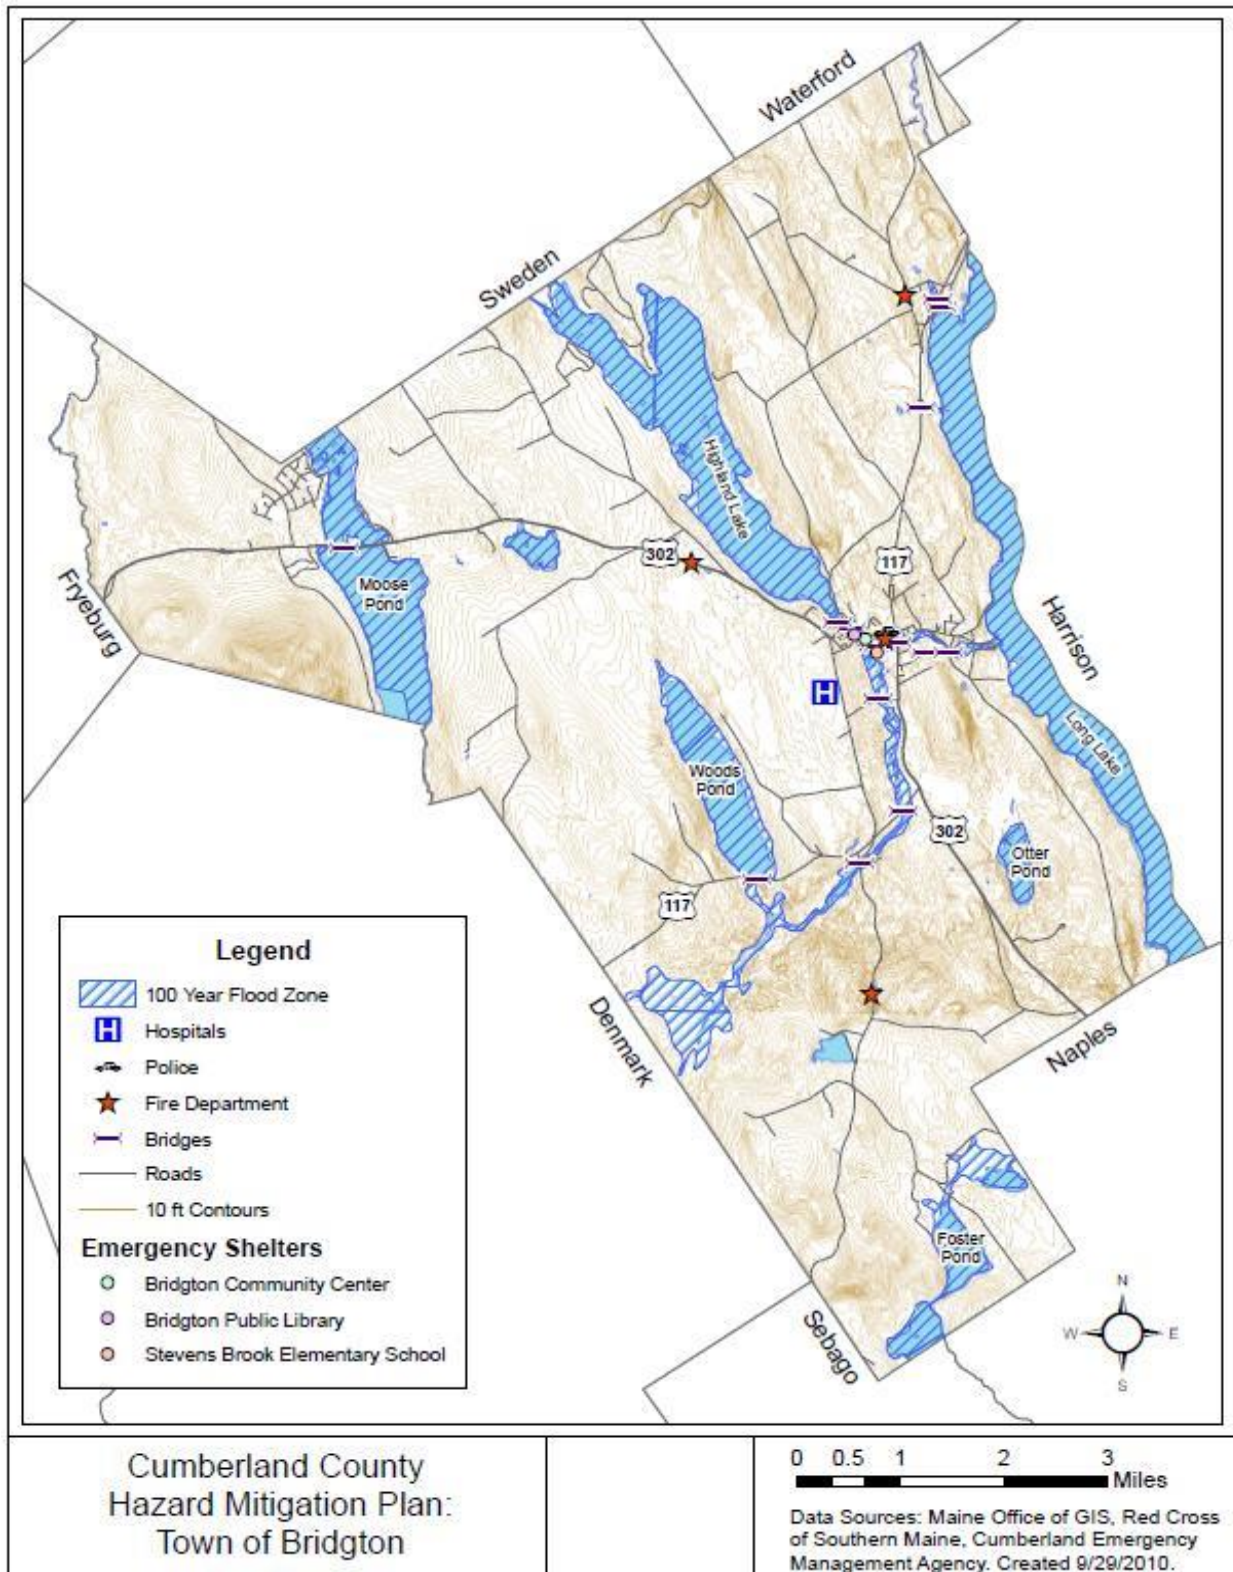 Waterford
Sweden
Highland Lake
302
117
Moose
Pond
Fryeburg
Harrison
H
Woods
Pond
Long Lake
302
Otter
Pond
117
Denmark
Naples
Foster
Pond
Sebago
Legend
100 Year Flood Zone
H Hospitals
Police
Fire Department
Bridges
Roads
10 ft Contours
Emergency Shelters
Bridgton Community Center
Bridgton Public Library
Stevens Brook Elementary School
N
W E
S
Cumberland County
Hazard Mitigation Plan:
Town of Bridgton
0 0.5 1 2 3
Miles
Data Sources: Maine Office of GIS, Red Cross
of Southern Maine, Cumberland Emergency
Management Agency. Created 9/29/2010.